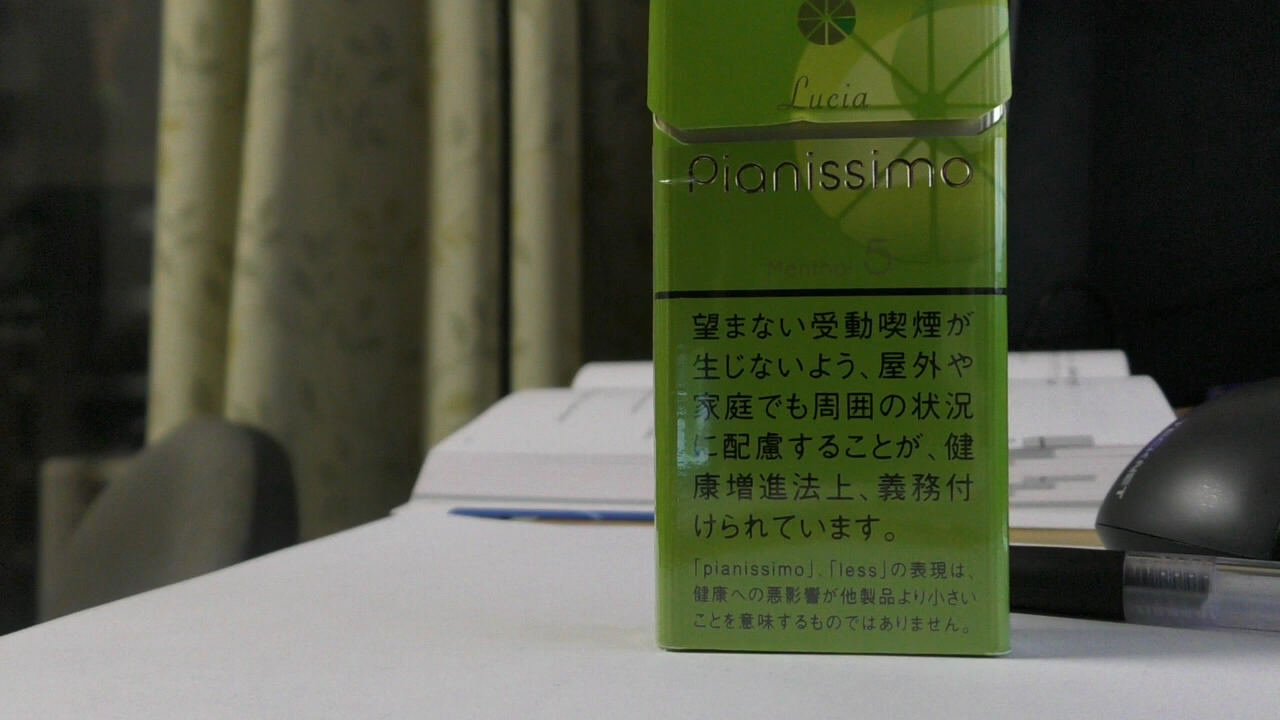 Lucia
pianissimo
Menthol 5
望まない受動喫煙が
生じないよう、屋外や
家庭でも周囲の状況
に配慮することが、健
康増進法上、義務付
けられています。
「pianissimo」、「less」の表現は、
健康への悪影響が他製品より小さい
ことを意味するものではありません。